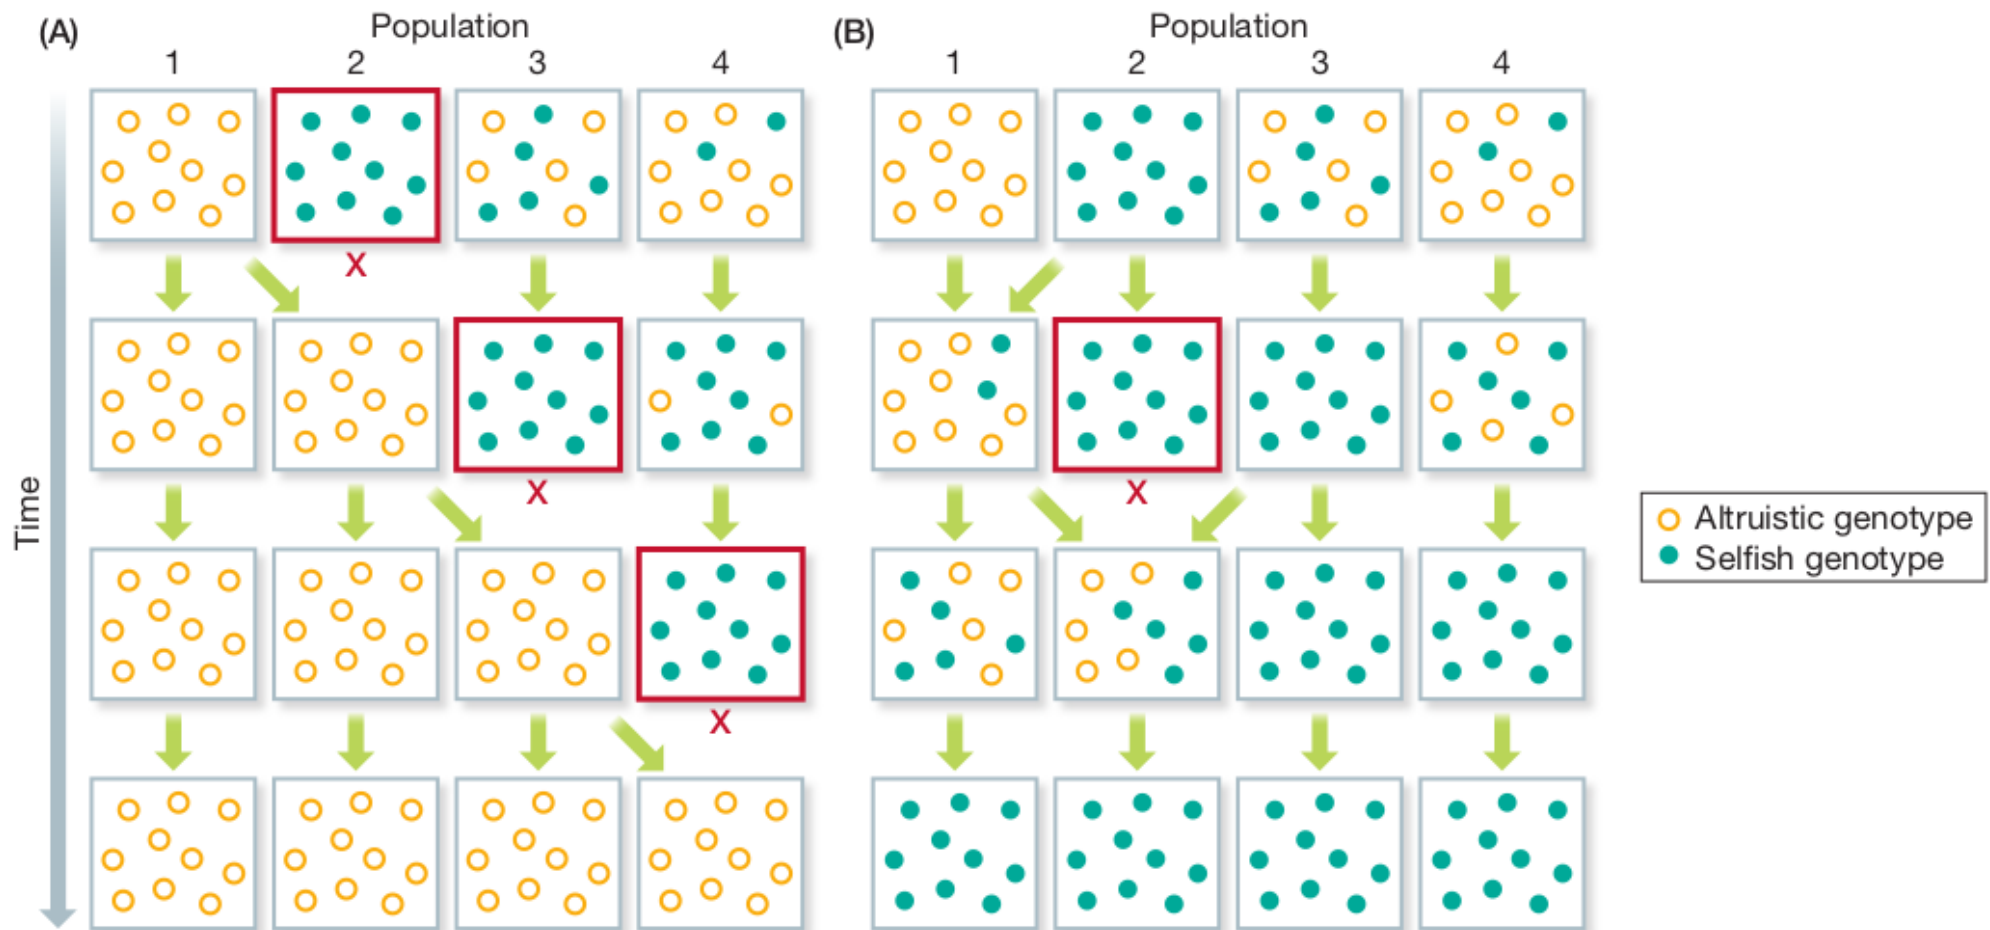 (A)
Population
1 2 3 4
X
X
X
Time
(B)
Population
1 2 3 4
X
Altruistic genotype
Selfish genotype